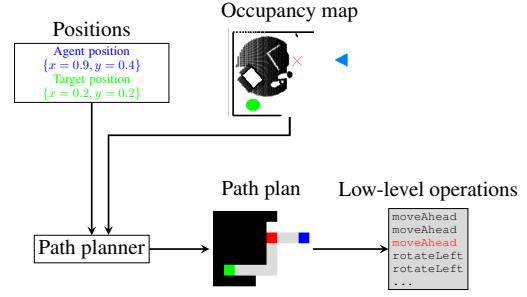 Positions
Agent position
{x = 0.9, y = 0.4}
Target position
{x = 0.2, y = 0.2}
Occupancy map
Path planner
Path plan
Low-level operations
moveAhead
moveAhead
moveAhead
rotateLeft
rotateLeft
...